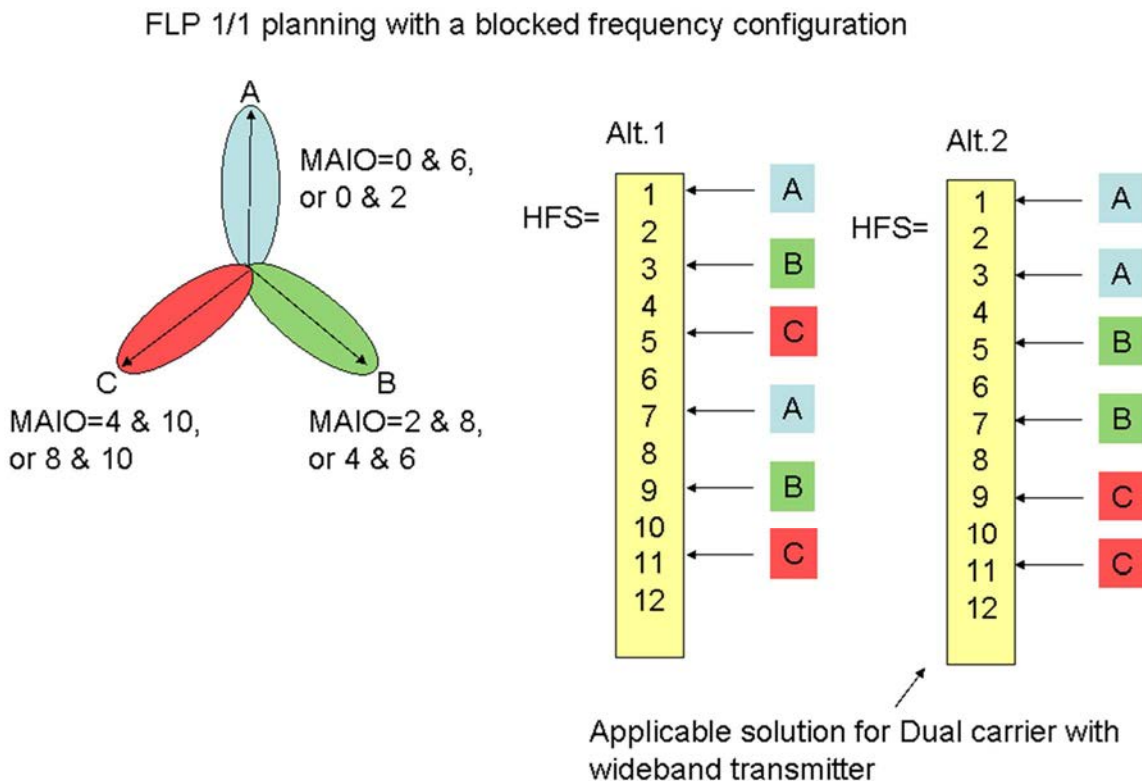 FLP 1/1 planning with a blocked frequency configuration
A
MAIO=0 & 6,
or 0 & 2
C
MAIO=4 & 10,
or 8 & 10
B
MAIO=2 & 8,
or 4 & 6
Alt.1
HFS=
1
2
3
4
5
6
7
8
9
10
11
12
A
B
C
A
B
C
Alt.2
HFS=
1
2
3
4
5
6
7
8
9
10
11
12
A
A
B
B
C
C
Applicable solution for Dual carrier with
wideband transmitter